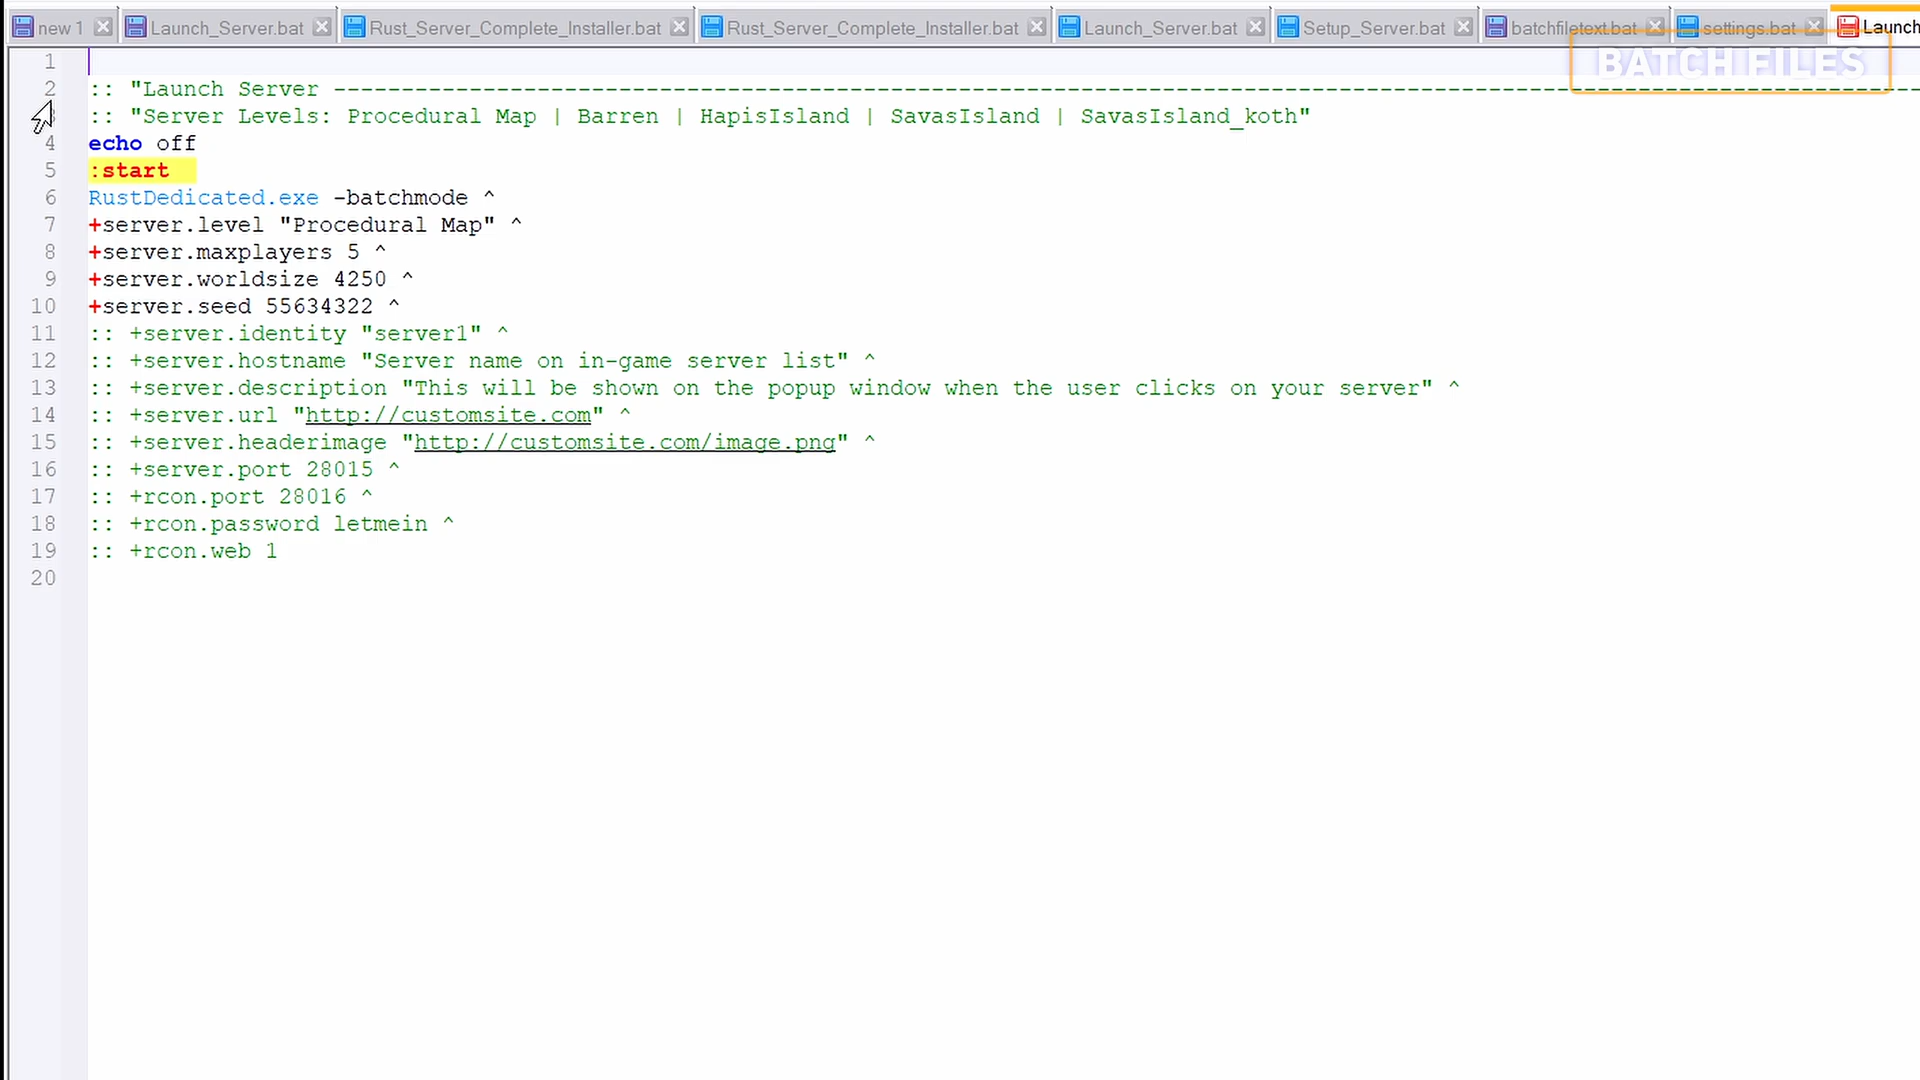 new 1 Launch_Server.bat Rust_Server_Complete_Installer.bat Rust_Server_Complete_Installer.bat Launch_Server.bat Setup_Server.bat batchfiletext.bat settings.bat Launch
BATCH FILES
1
2 :: "Launch Server ---------------------------------------------------------------------------------------------------------------------
3 :: "Server Levels: Procedural Map | Barren | HapisIsland | SavasIsland | SavasIsland_koth"
4 echo off
5 :start
6 RustDedicated.exe -batchmode ^
7 +server.level "Procedural Map" ^
8 +server.maxplayers 5 ^
9 +server.worldsize 4250 ^
10 +server.seed 55634322 ^
11 :: +server.identity "server1" ^
12 :: +server.hostname "Server name on in-game server list" ^
13 :: +server.description "This will be shown on the popup window when the user clicks on your server" ^
14 :: +server.url "http://customsite.com" ^
15 :: +server.headerimage "http://customsite.com/image.png" ^
16 :: +server.port 28015 ^
17 :: +rcon.port 28016 ^
18 :: +rcon.password letmein ^
19 :: +rcon.web 1
20